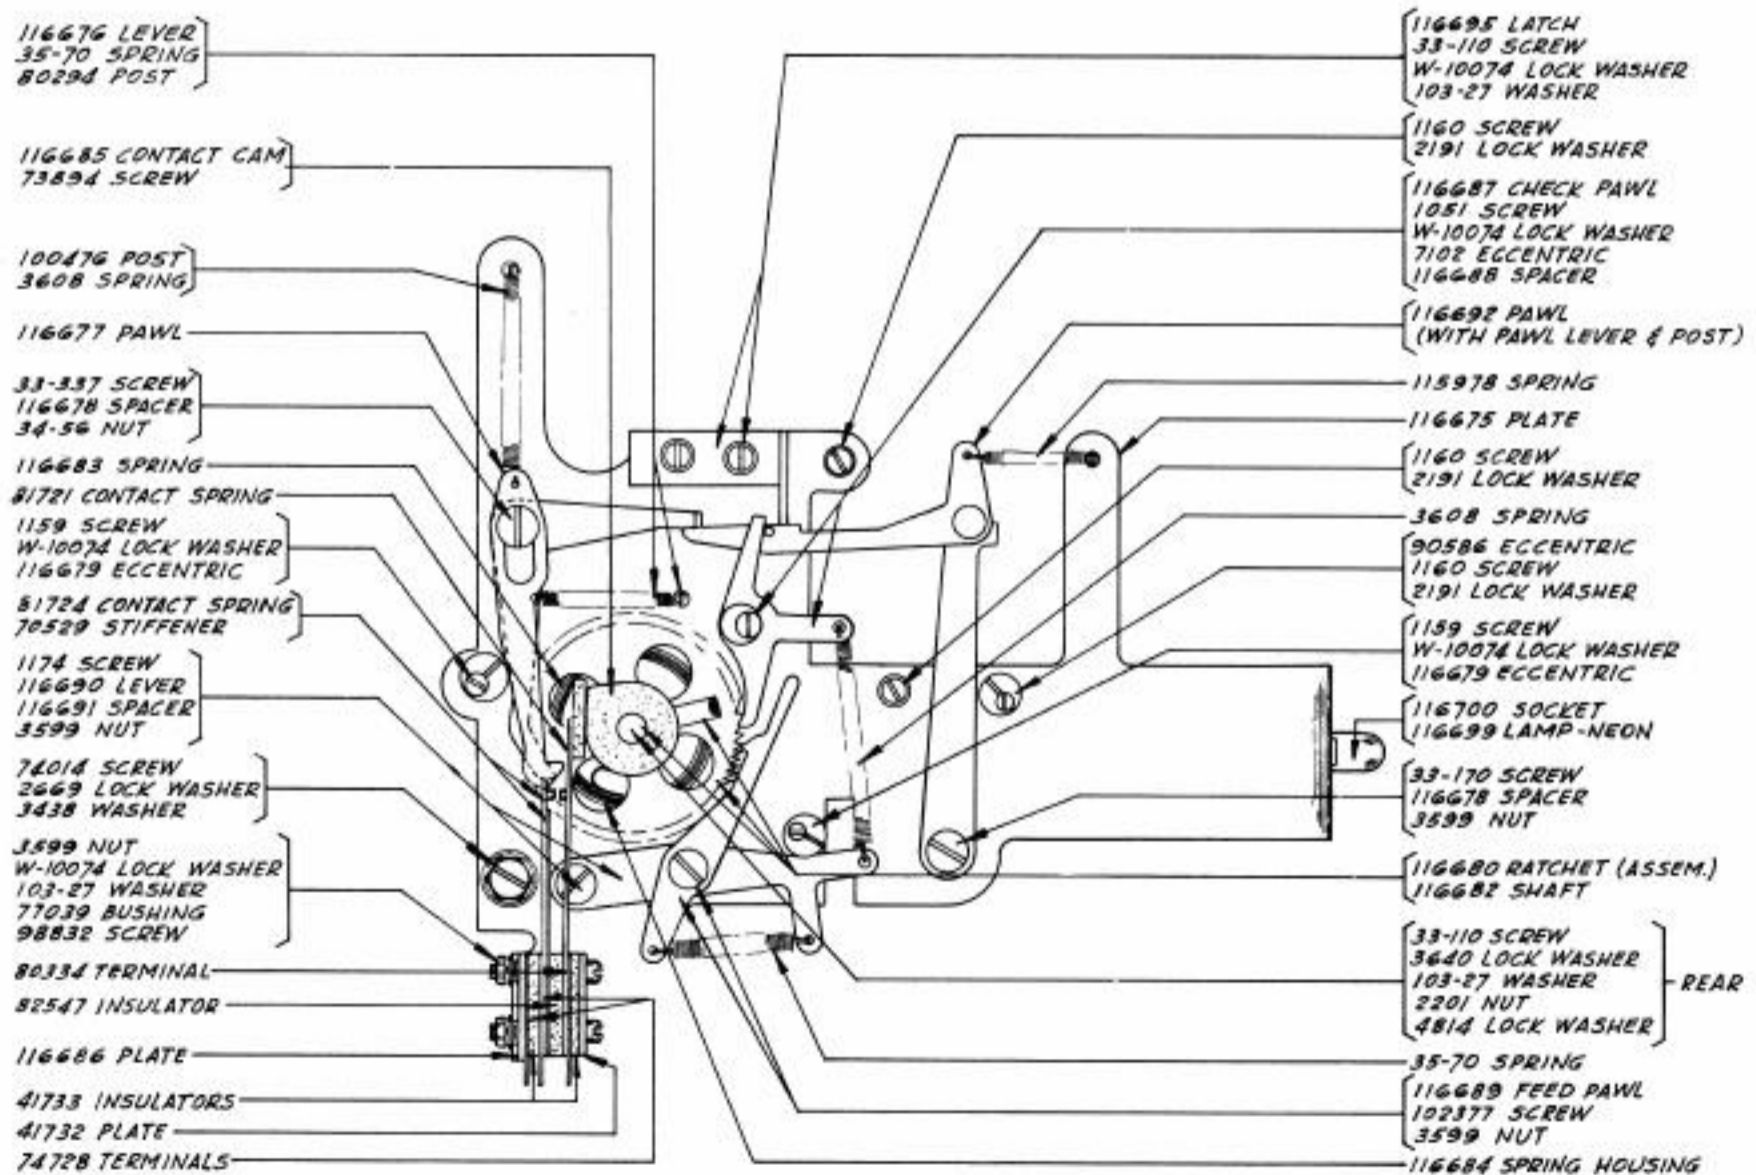 116676 LEVER
35-70 SPRING
80294 POST
116685 CONTACT CAM
73894 SCREW
100476 POST
3608 SPRING
116677 PAWL
33-337 SCREW
116678 SPACER
34-56 NUT
116683 SPRING
81721 CONTACT SPRING
1159 SCREW
W-10074 LOCK WASHER
116679 ECCENTRIC
81724 CONTACT SPRING
70529 STIFFENER
1174 SCREW
116690 LEVER
116691 SPACER
3599 NUT
74014 SCREW
2669 LOCK WASHER
3438 WASHER
3599 NUT
W-10074 LOCK WASHER
103-27 WASHER
77039 BUSHING
98832 SCREW
80334 TERMINAL
82547 INSULATOR
116686 PLATE
41733 INSULATORS
41732 PLATE
74728 TERMINALS
116695 LATCH
33-110 SCREW
W-10074 LOCK WASHER
103-27 WASHER
1160 SCREW
2191 LOCK WASHER
116687 CHECK PAWL
1051 SCREW
W-10074 LOCK WASHER
7102 ECCENTRIC
116688 SPACER
116692 PAWL
(WITH PAWL LEVER & POST)
115978 SPRING
116675 PLATE
1160 SCREW
2191 LOCK WASHER
3608 SPRING
90586 ECCENTRIC
1160 SCREW
2191 LOCK WASHER
1159 SCREW
W-10074 LOCK WASHER
116679 ECCENTRIC
116700 SOCKET
116699 LAMP-NEON
33-170 SCREW
116678 SPACER
3599 NUT
116680 RATCHET (ASSEM.)
116682 SHAFT
33-110 SCREW
3640 LOCK WASHER
103-27 WASHER
2201 NUT
4814 LOCK WASHER
REAR
35-70 SPRING
116689 FEED PAWL
102377 SCREW
3599 NUT
116684 SPRING HOUSING